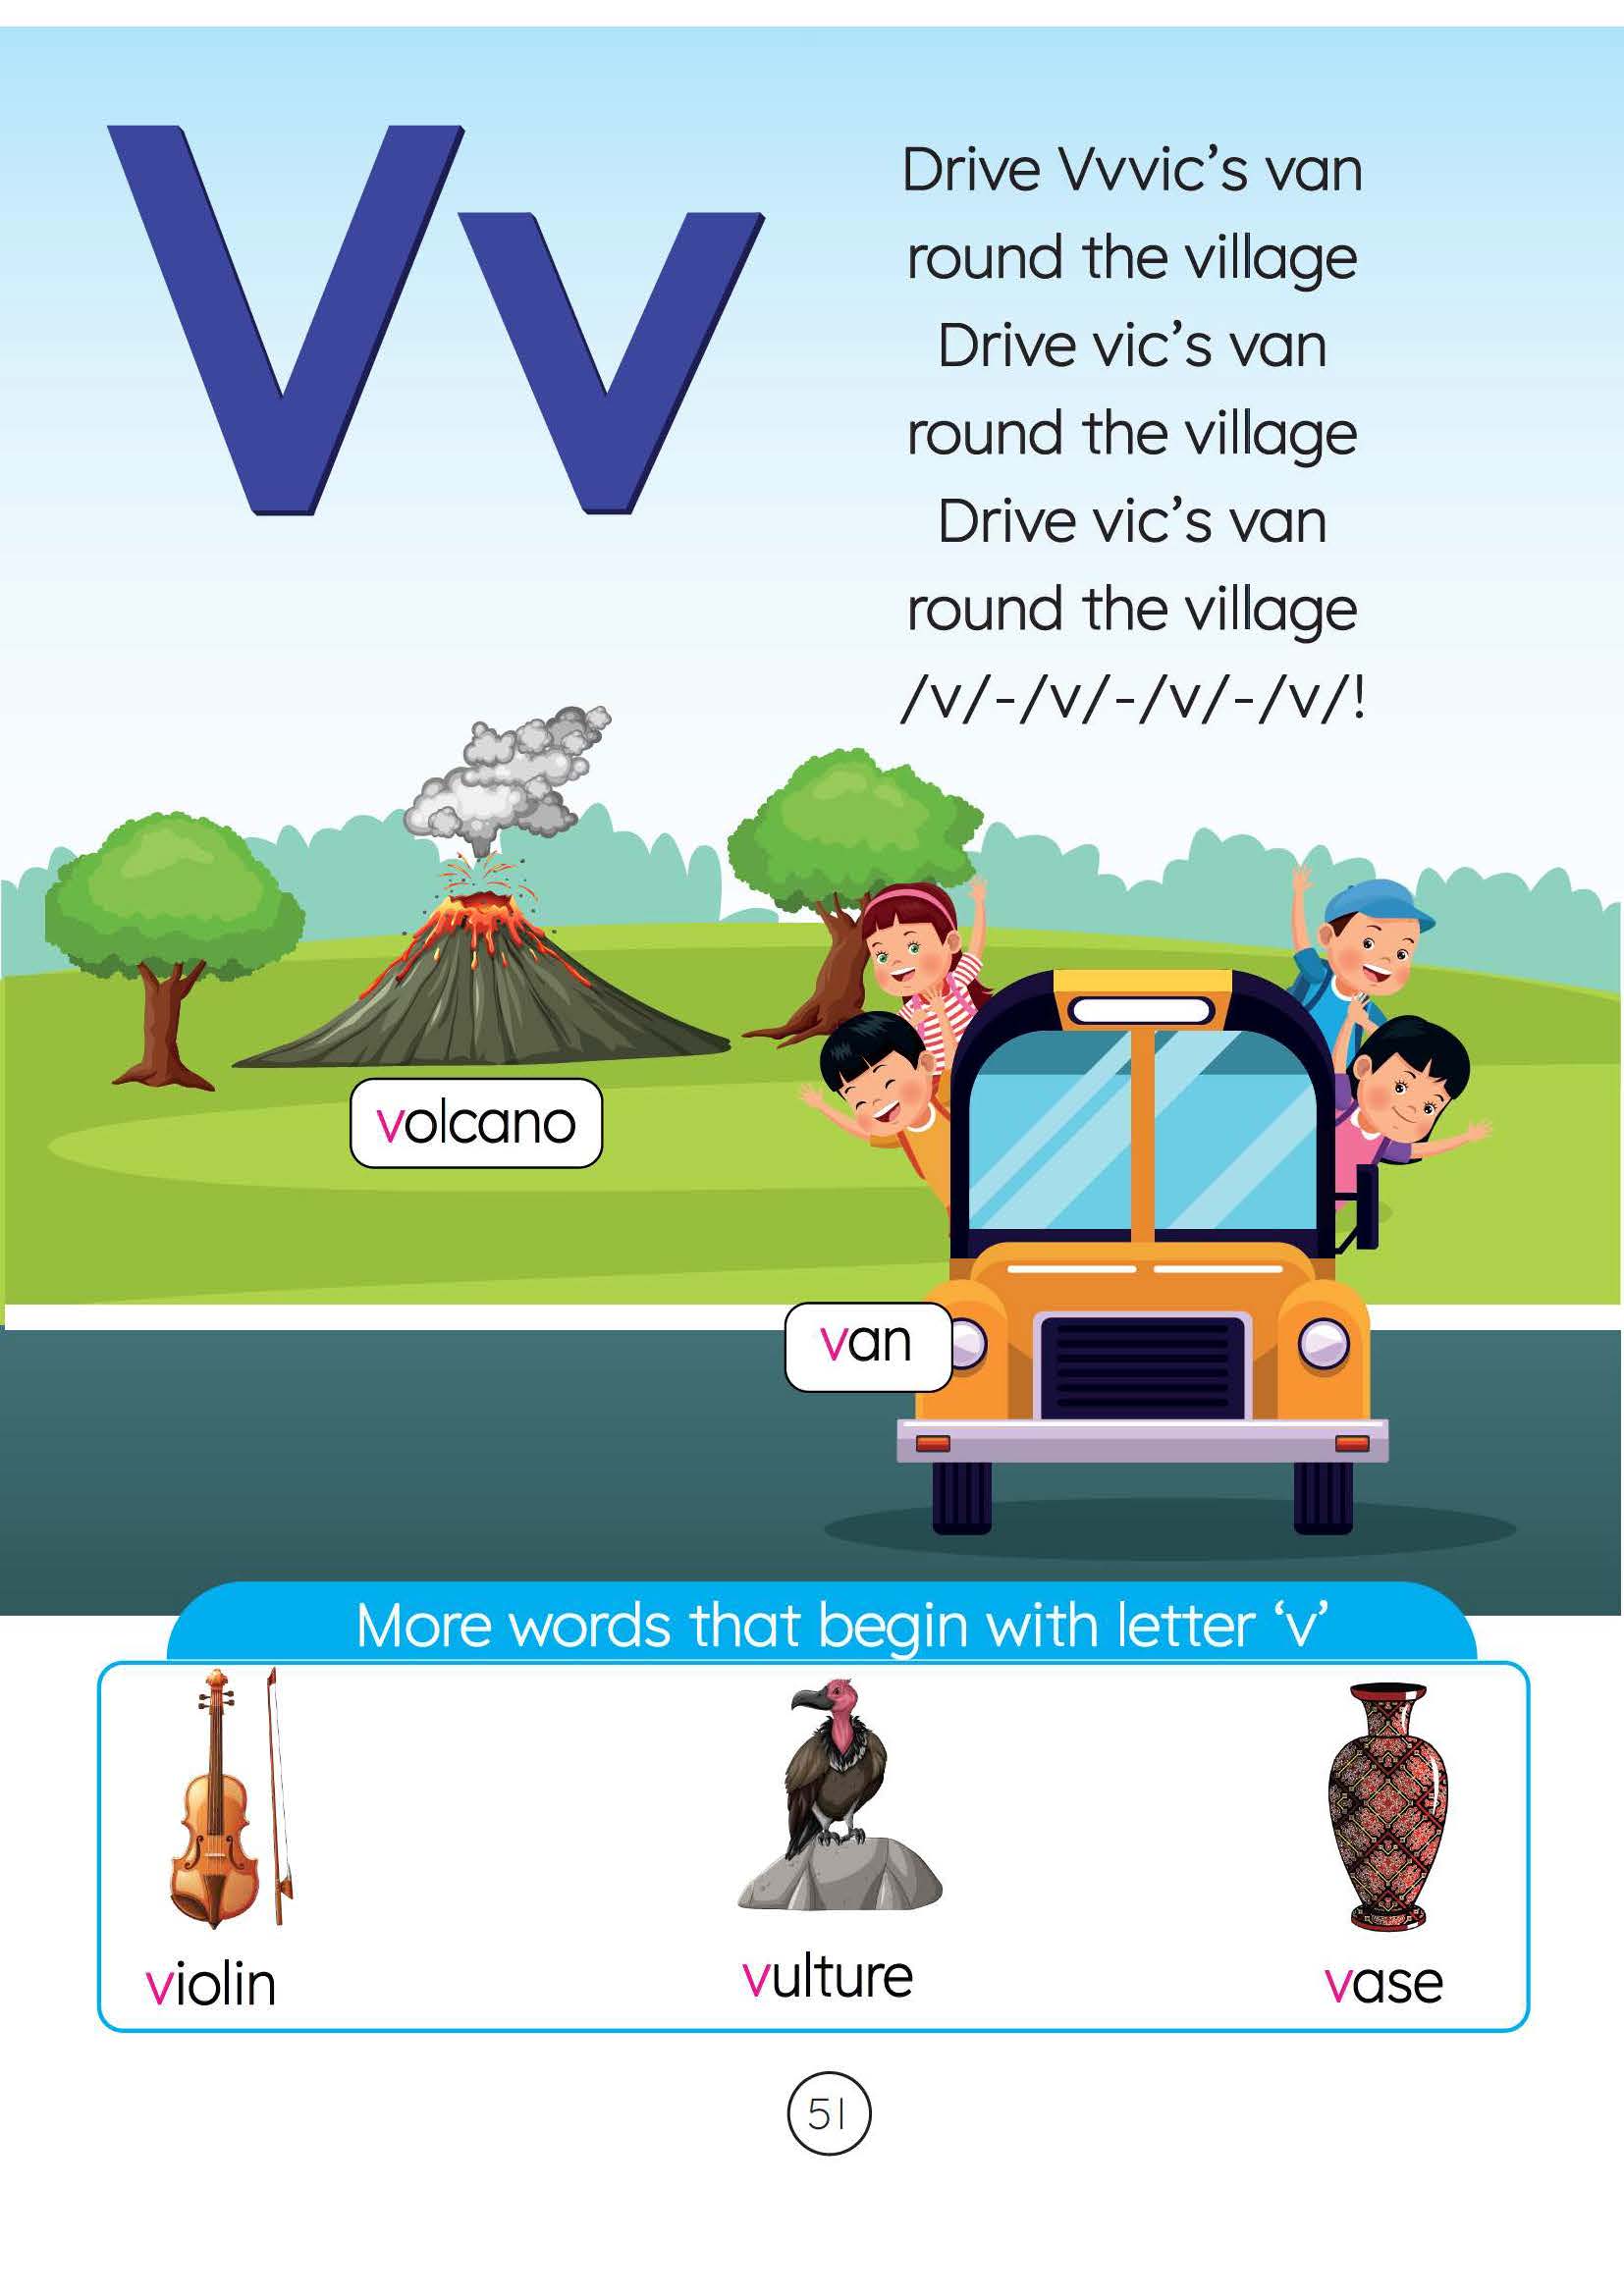 Vv
Drive Vvvic’s van
round the village
Drive vic’s van
round the village
Drive vic’s van
round the village
/v/-/v/-/v/-/v/!
volcano
van
More words that begin with letter ‘v’
violin
vulture
vase
51